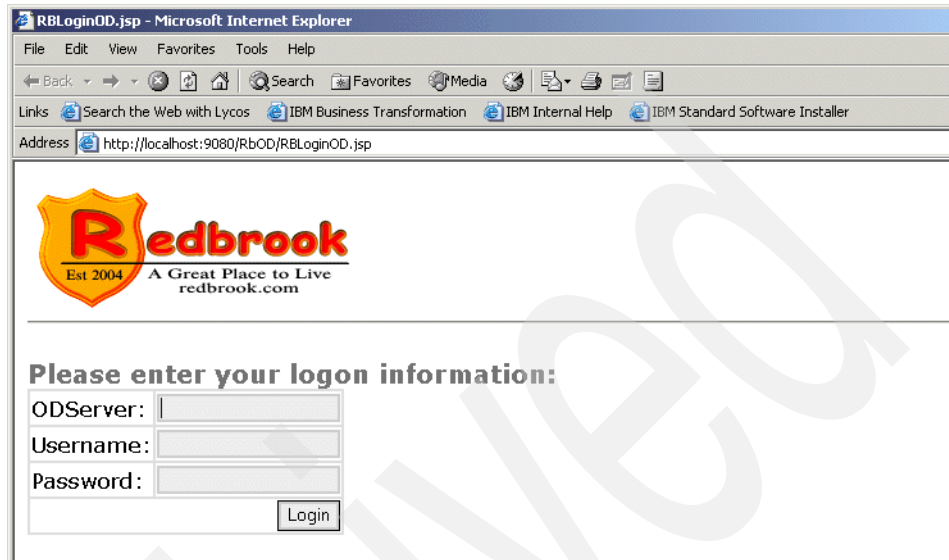 RBLoginOD.jsp - Microsoft Internet Explorer
File Edit View Favorites Tools Help
Back Search Favorites Media
Links Search the Web with Lycos IBM Business Transformation IBM Internal Help IBM Standard Software Installer
Address http://localhost:9080/RbOD/RBLoginOD.jsp
Redbrook
Est 2004 A Great Place to Live
redbrook.com
Please enter your logon information:
ODServer:
Username:
Password:
Login